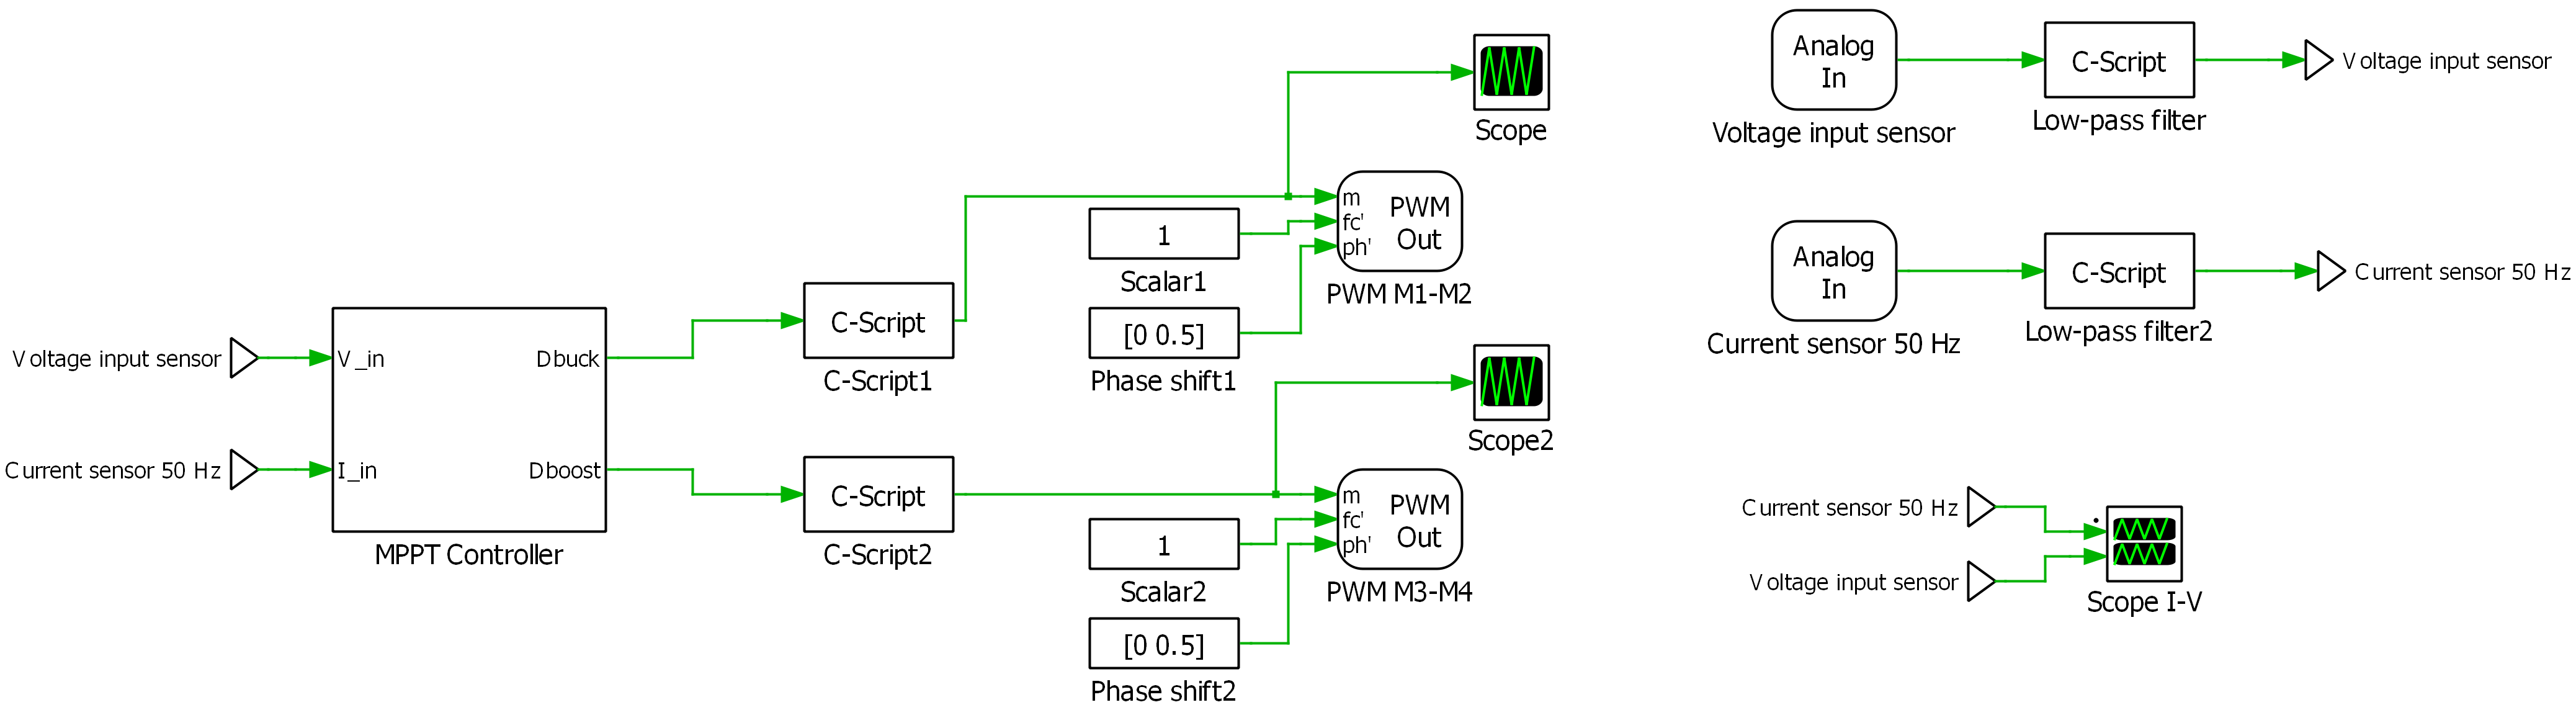 Voltage input sensor
Current sensor 50 Hz
V_in
I_in
Dbuck
Dboost
MPPT Controller
C-Script
C-Script1
C-Script
C-Script2
Scope
1
Scalar1
[0 0.5]
Phase shift1
m
fc'
ph'
PWM
Out
PWM M1-M2
Scope2
1
Scalar2
[0 0.5]
Phase shift2
m
fc'
ph'
PWM
Out
PWM M3-M4
Analog
In
Voltage input sensor
C-Script
Low-pass filter
Voltage input sensor
Analog
In
Current sensor 50 Hz
C-Script
Low-pass filter2
Current sensor 50 Hz
Current sensor 50 Hz
Voltage input sensor
Scope I-V